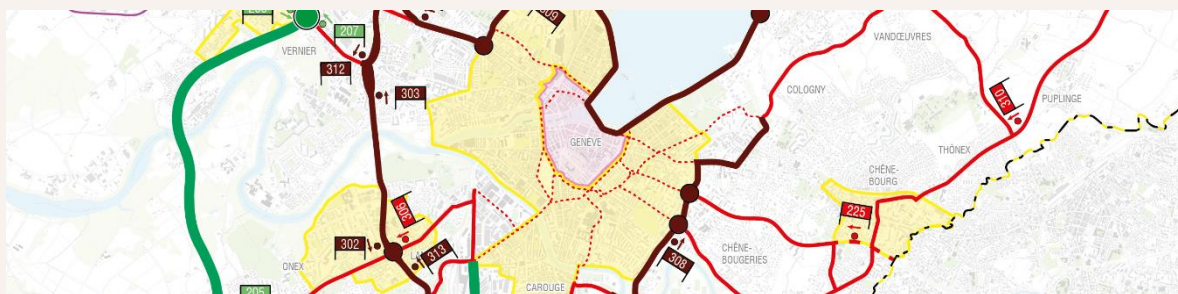 309
207
VERNIER
312
303
VANDŒUVRES
COLOGNY
310
PUPLINGE
GENÈVE
THÔNEX
CHÊNE-
BOURG
306
225
302
313
308
ONEX
CHÊNE-
BOUGERIES
205
CAROUGE